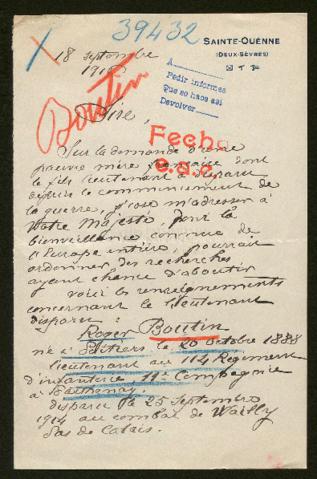 39432
SAINTE-OUENNE
(DEUX-SÈVRES)
18 septembre
191
Boutin
A
Pedir informes
Que se hace asi
Devolver
Sire,
Fech
Sur la demande d'une
pauvre mère française dont
le fils lieutenant a disparu
depuis le commencement de
la guerre, j'ose m'adresser à
Votre Majesté, dont la
bienveillance connue de
l'Europe entière, pourrait
ordonner des recherches
ayant chance d'aboutir
Voici les renseignements
concernant le lieutenant
disparu :
Roger Boutin
né à Poitiers le 20 octobre 1888
lieutenant au 114 Régiment
d'infanterie, 11e Compagnie
à Parthenay.
disparu le 25 septembre
1914 au combat de Wailly
Pas de Calais.